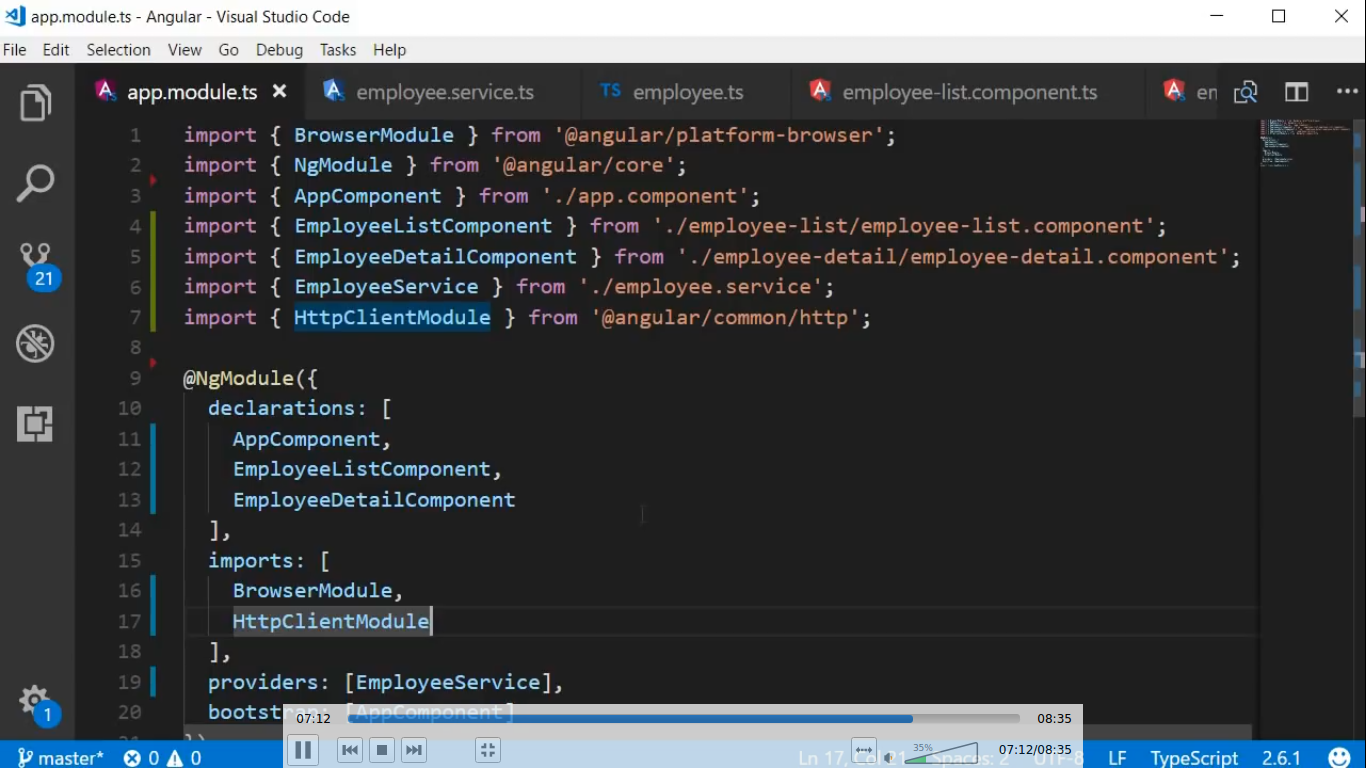 app.module.ts - Angular - Visual Studio Code
File Edit Selection View Go Debug Tasks Help
app.module.ts employee.service.ts TS employee.ts employee-list.component.ts en
1 import { BrowserModule } from '@angular/platform-browser';
2 import { NgModule } from '@angular/core';
3 import { AppComponent } from './app.component';
4 import { EmployeeListComponent } from './employee-list/employee-list.component';
5 import { EmployeeDetailComponent } from './employee-detail/employee-detail.component';
6 import { EmployeeService } from './employee.service';
7 import { HttpClientModule } from '@angular/common/http';
8
9 @NgModule({
10 declarations: [
11 AppComponent,
12 EmployeeListComponent,
13 EmployeeDetailComponent
14 ],
15 imports: [
16 BrowserModule,
17 HttpClientModule
18 ],
19 providers: [EmployeeService],
20 bootstrap: [AppComponent]
21
1
07:12 08:35
35% 07:12/08:35
master* 0 0 Ln 17, Col 21 Spaces: 2 UTF-8 LF TypeScript 2.6.1